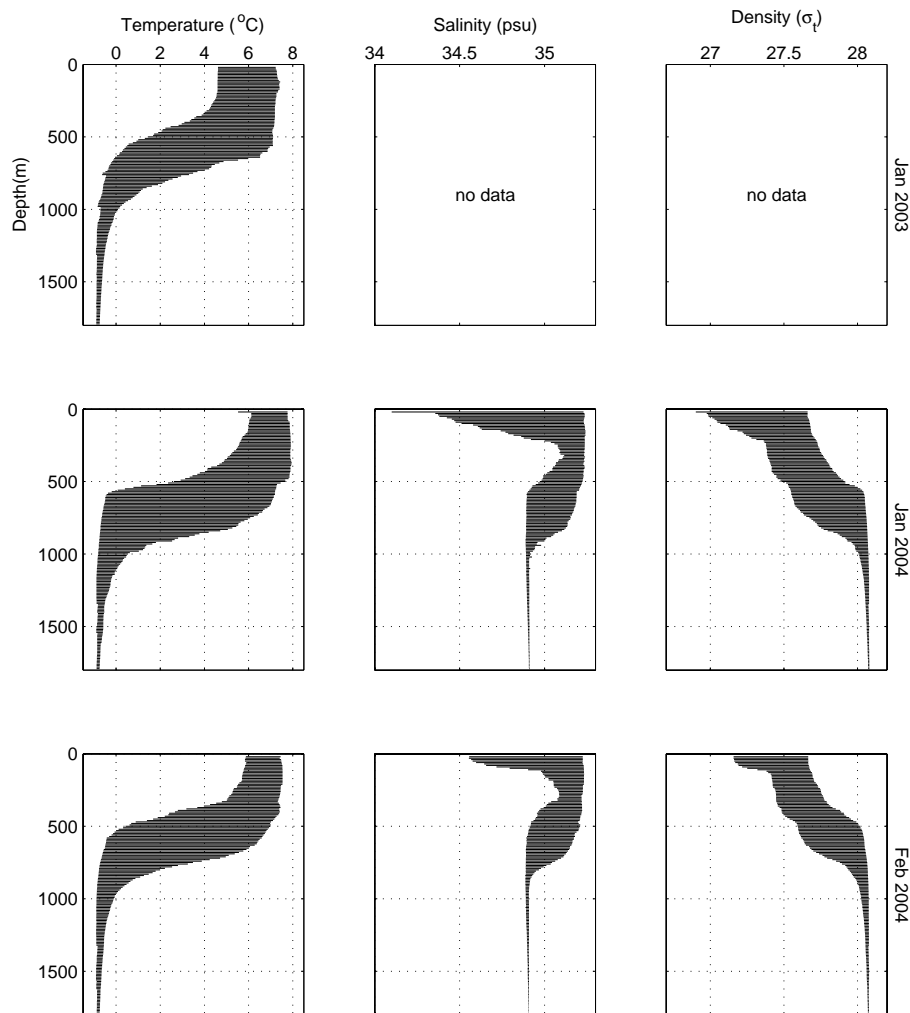 Temperature (°C)
Salinity (psu)
Density (σt)
0 2 4 6 8
34 34.5 35
27 27.5 28
0
500
1000
1500
Depth(m)
no data
no data
Jan 2003
0
500
1000
1500
Jan 2004
0
500
1000
1500
Feb 2004